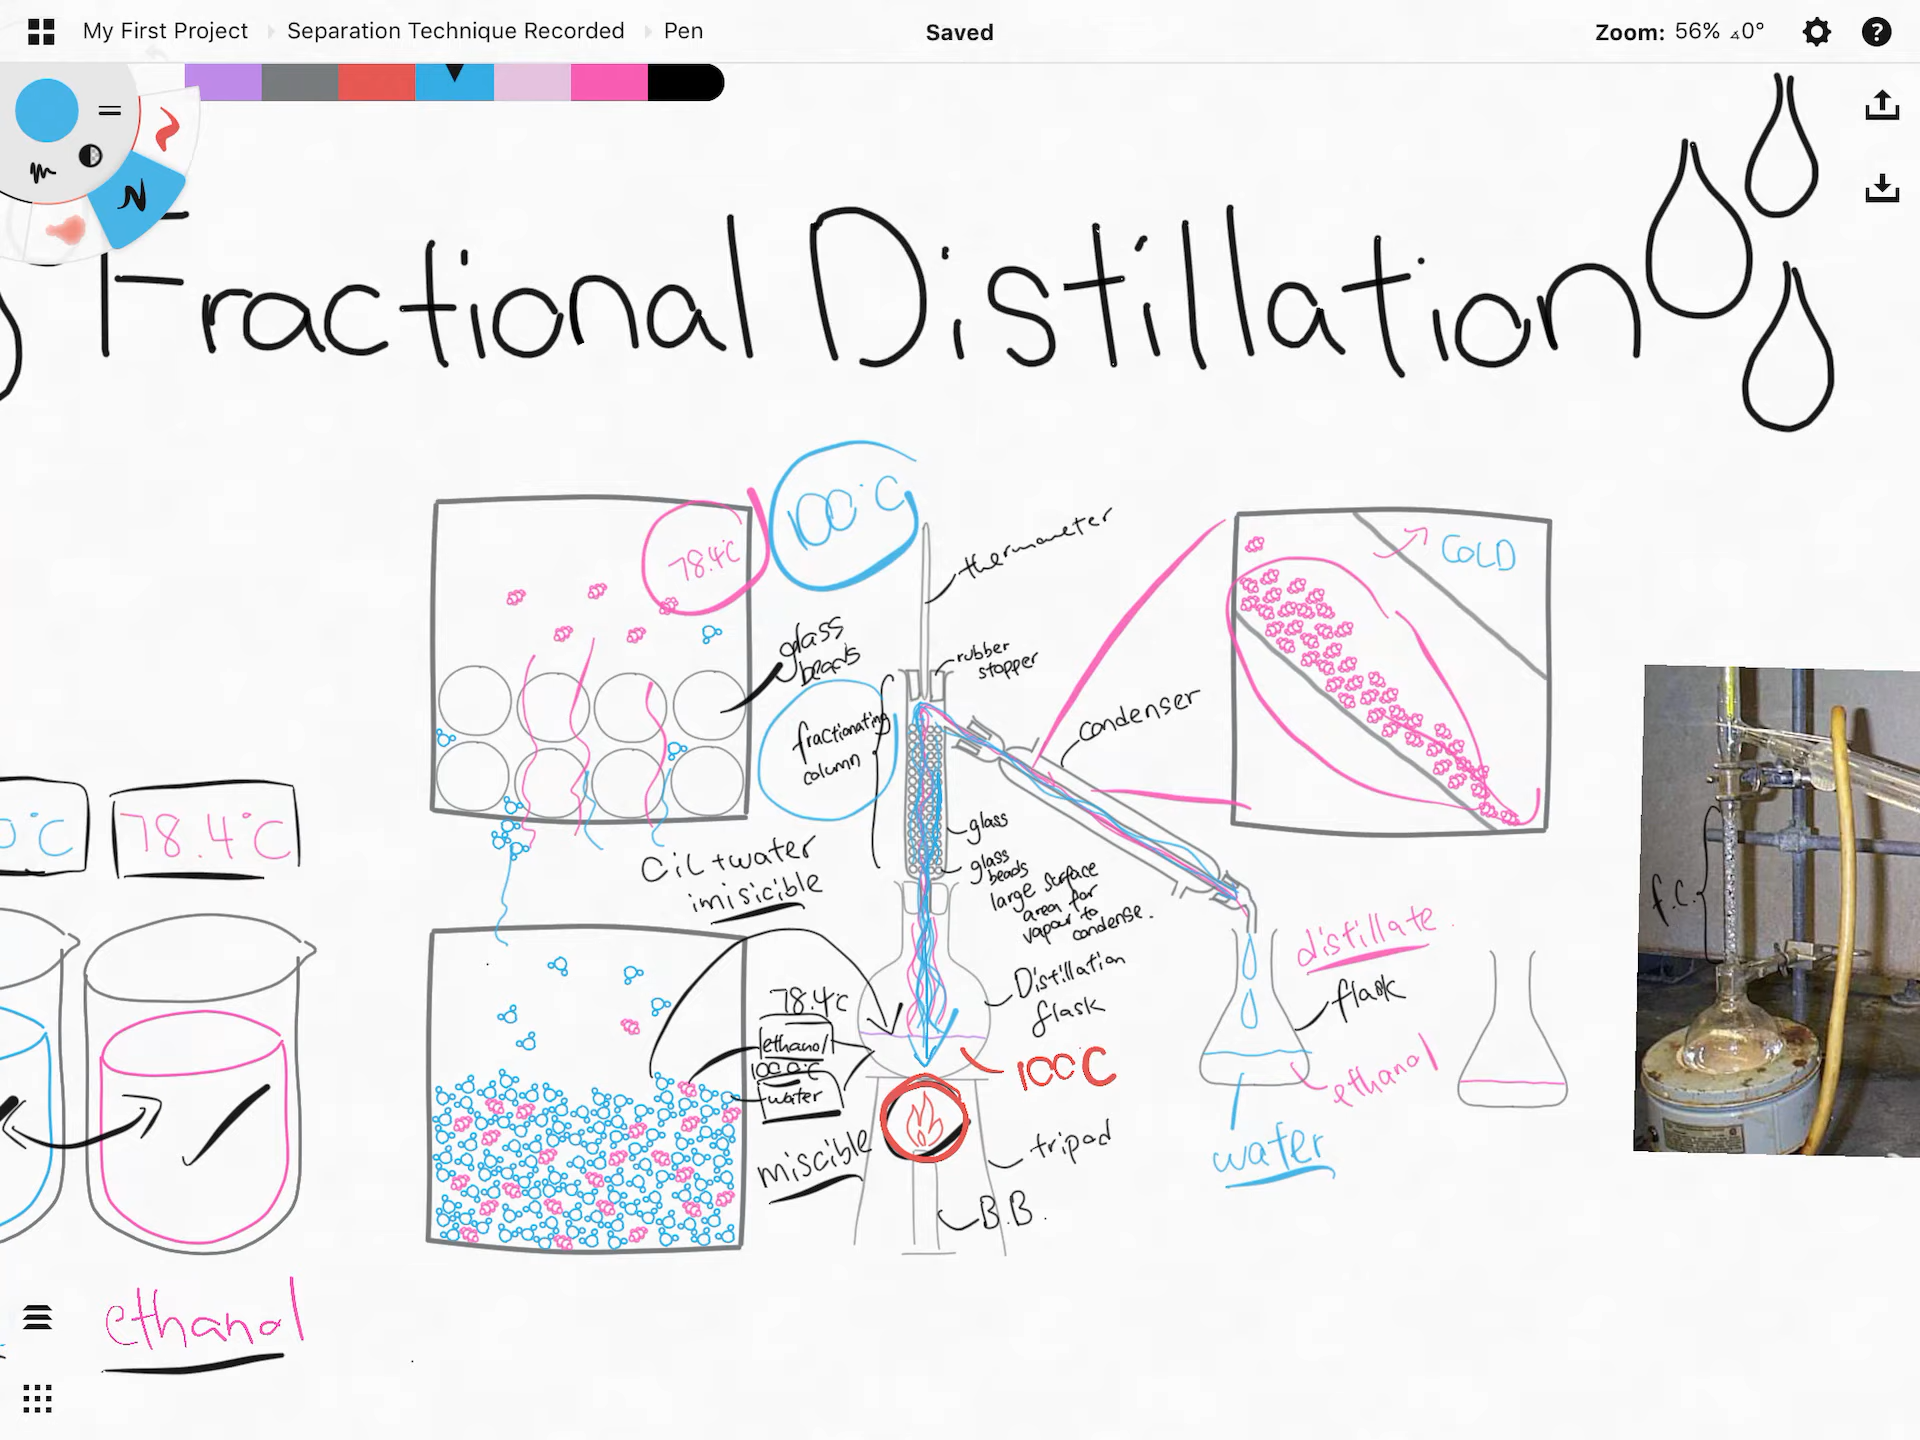 My First Project
Separation Technique Recorded
Pen
Saved
Zoom: 56% ⦟0°
Fractional Distillation
100°C
78.4°C
COLD
thermometer
glass
beads
rubber
stopper
condenser
fractionating
column
0°C
78.4°C
glass
glass
beads
large surface
area for
vapour to
condense.
Oil + water
imisicible
f.c.
distillate
flask
Distillation
flask
78.4°C
ethanol
100°C
water
100°C
ethanol
miscible
tripod
water
B.B.
ethanol